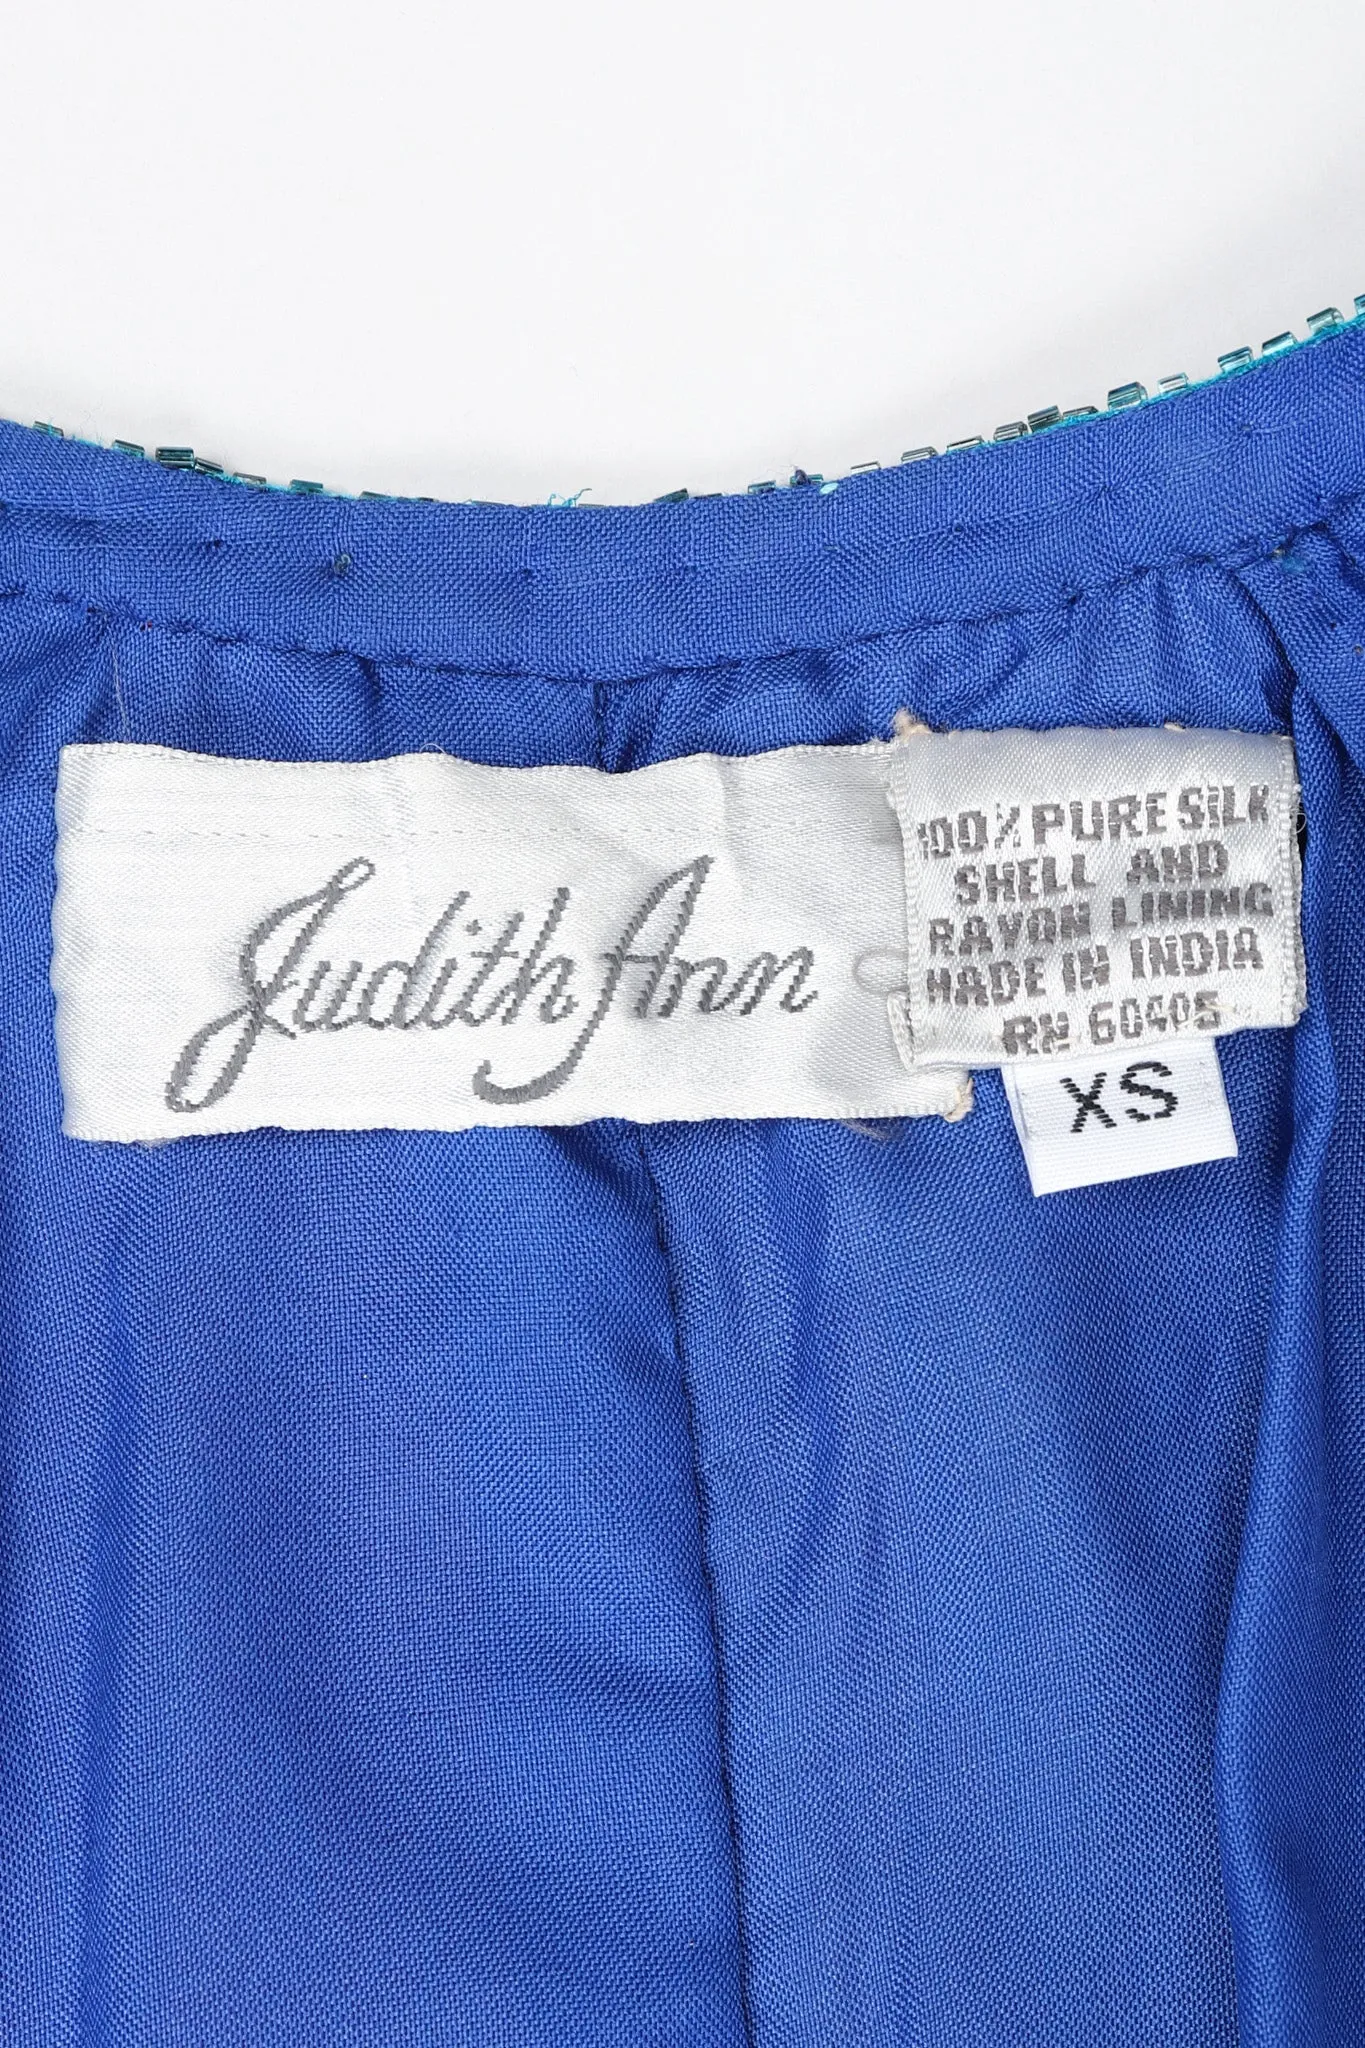 Judith Ann
100% PURE SILK
SHELL AND
RAYON LINING
MADE IN INDIA
RN 60405
XS